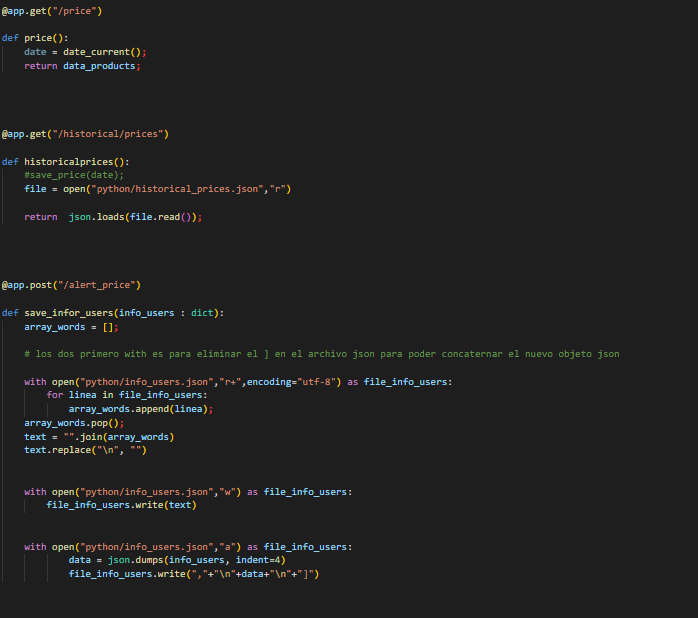 @app.get("/price")
def price():
date = date_current();
return data_products;
@app.get("/historical/prices")
def historicalprices():
#save_price(date);
file = open("python/historical_prices.json","r")
return  json.loads(file.read());
@app.post("/alert_price")
def save_infor_users(info_users : dict):
array_words = [];
# los dos primero with es para eliminar el ] en el archivo json para poder concaternar el nuevo objeto json
with open("python/info_users.json","r+",encoding="utf-8") as file_info_users:
for linea in file_info_users:
array_words.append(linea);
array_words.pop();
text = "".join(array_words)
text.replace("\n", "")
with open("python/info_users.json","w") as file_info_users:
file_info_users.write(text)
with open("python/info_users.json","a") as file_info_users:
data = json.dumps(info_users, indent=4)
file_info_users.write(","+"\n"+data+"\n"+"]")